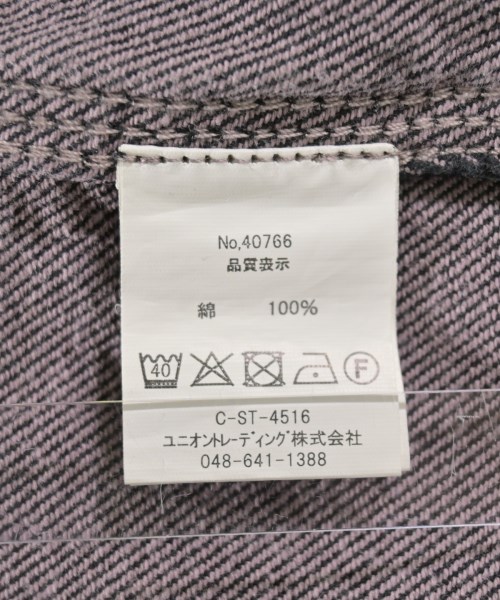 No,40766
品質表示
綿 100%
40 F
C-ST-4516
ユニオントレーディング株式会社
048-641-1388